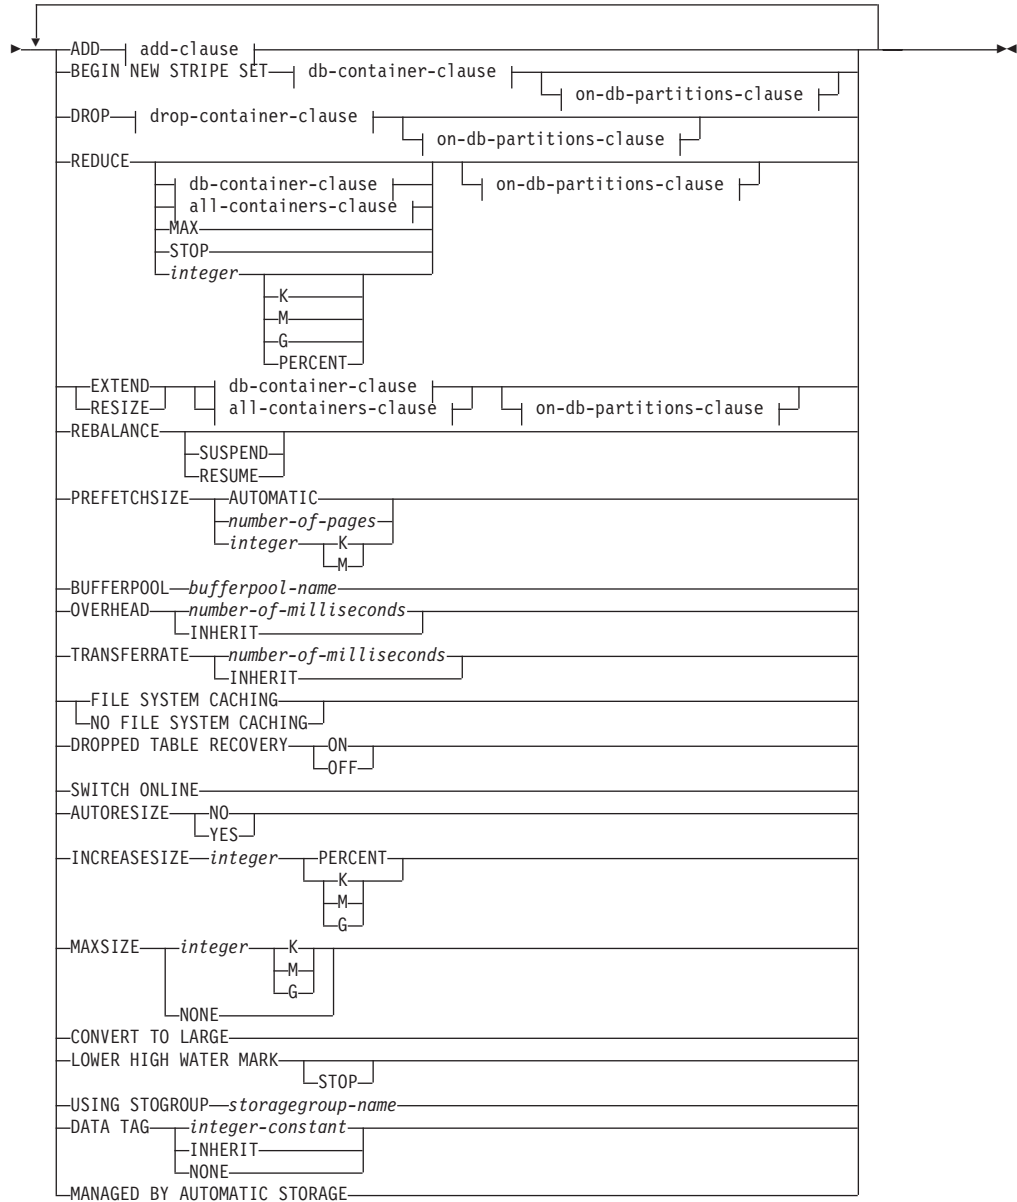 ADD add-clause
BEGIN NEW STRIPE SET db-container-clause
on-db-partitions-clause
DROP drop-container-clause
on-db-partitions-clause
REDUCE
db-container-clause on-db-partitions-clause
all-containers-clause
MAX
STOP
integer
K
M
G
PERCENT
EXTEND db-container-clause
RESIZE all-containers-clause on-db-partitions-clause
REBALANCE
SUSPEND
RESUME
PREFETCHSIZE AUTOMATIC
number-of-pages
integer K
M
BUFFERPOOL bufferpool-name
OVERHEAD number-of-milliseconds
INHERIT
TRANSFERRATE number-of-milliseconds
INHERIT
FILE SYSTEM CACHING
NO FILE SYSTEM CACHING
DROPPED TABLE RECOVERY ON
OFF
SWITCH ONLINE
AUTORESIZE NO
YES
INCREASESIZE integer PERCENT
K
M
G
MAXSIZE integer K
M
G
NONE
CONVERT TO LARGE
LOWER HIGH WATER MARK
STOP
USING STOGROUP storagegroup-name
DATA TAG integer-constant
INHERIT
NONE
MANAGED BY AUTOMATIC STORAGE